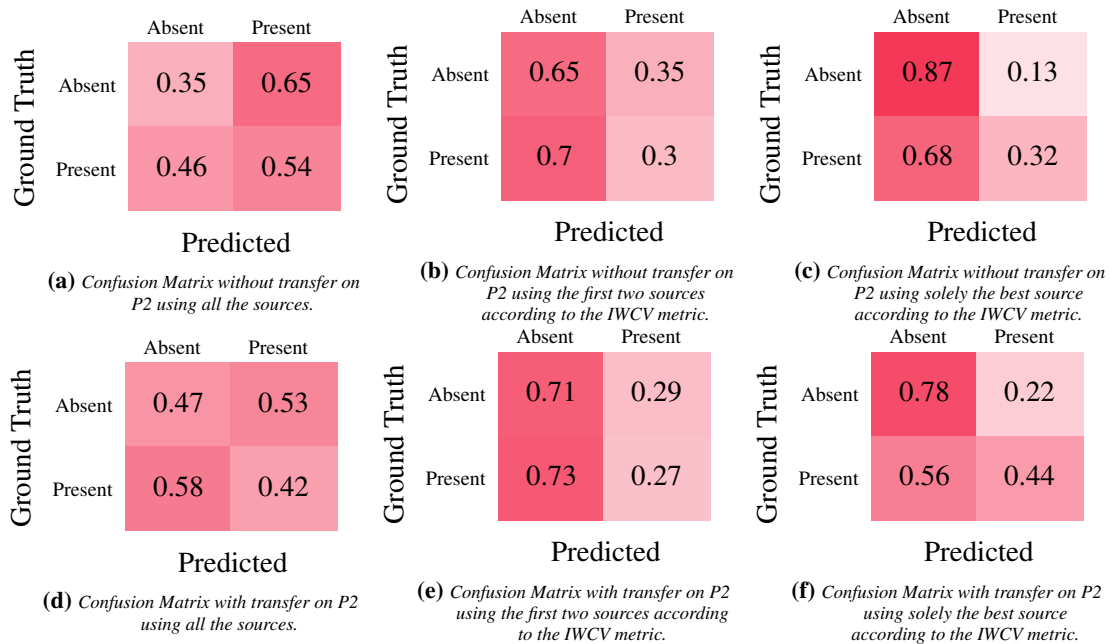 Absent Present
Ground Truth
Absent 0.35 0.65
Present 0.46 0.54
Predicted
(a) Confusion Matrix without transfer on
P2 using all the sources.
Absent Present
Ground Truth
Absent 0.65 0.35
Present 0.7 0.3
Predicted
(b) Confusion Matrix without transfer on
P2 using the first two sources
according to the IWCV metric.
Absent Present
Ground Truth
Absent 0.87 0.13
Present 0.68 0.32
Predicted
(c) Confusion Matrix without transfer on
P2 using solely the best source
according to the IWCV metric.
Absent Present
Ground Truth
Absent 0.47 0.53
Present 0.58 0.42
Predicted
(d) Confusion Matrix with transfer on P2
using all the sources.
Absent Present
Ground Truth
Absent 0.71 0.29
Present 0.73 0.27
Predicted
(e) Confusion Matrix with transfer on P2
using the first two sources according
to the IWCV metric.
Absent Present
Ground Truth
Absent 0.78 0.22
Present 0.56 0.44
Predicted
(f) Confusion Matrix with transfer on P2
using solely the best source
according to the IWCV metric.